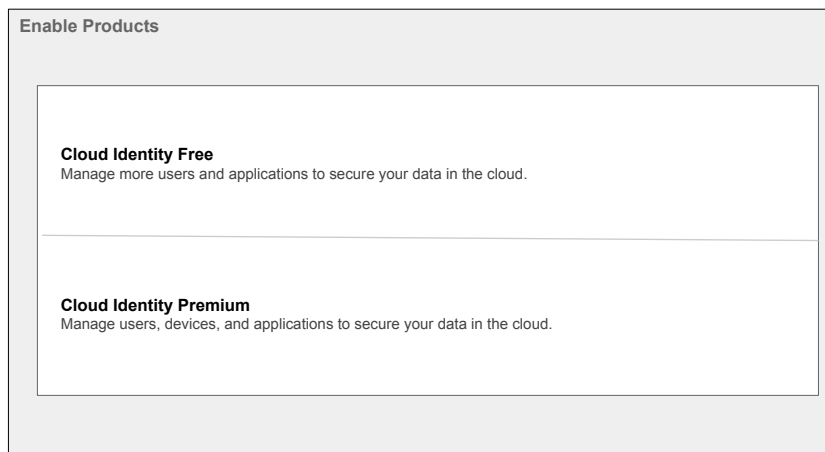 Enable Products
Cloud Identity Free
Manage more users and applications to secure your data in the cloud.
Cloud Identity Premium
Manage users, devices, and applications to secure your data in the cloud.